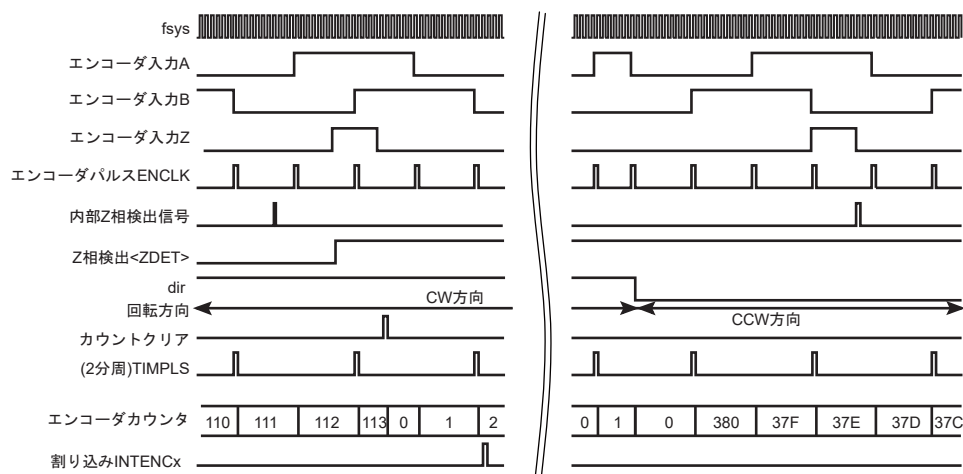 fsys
エンコーダ入力A
エンコーダ入力B
エンコーダ入力Z
エンコーダパルスENCLK
内部Z相検出信号
Z相検出<ZDET>
dir
回転方向 CW方向 CCW方向
カウントクリア
(2分周)TIMPLS
エンコーダカウンタ 110 111 112 113 0 1 2 0 1 0 380 37F 37E 37D 37C
割り込みINTENCx